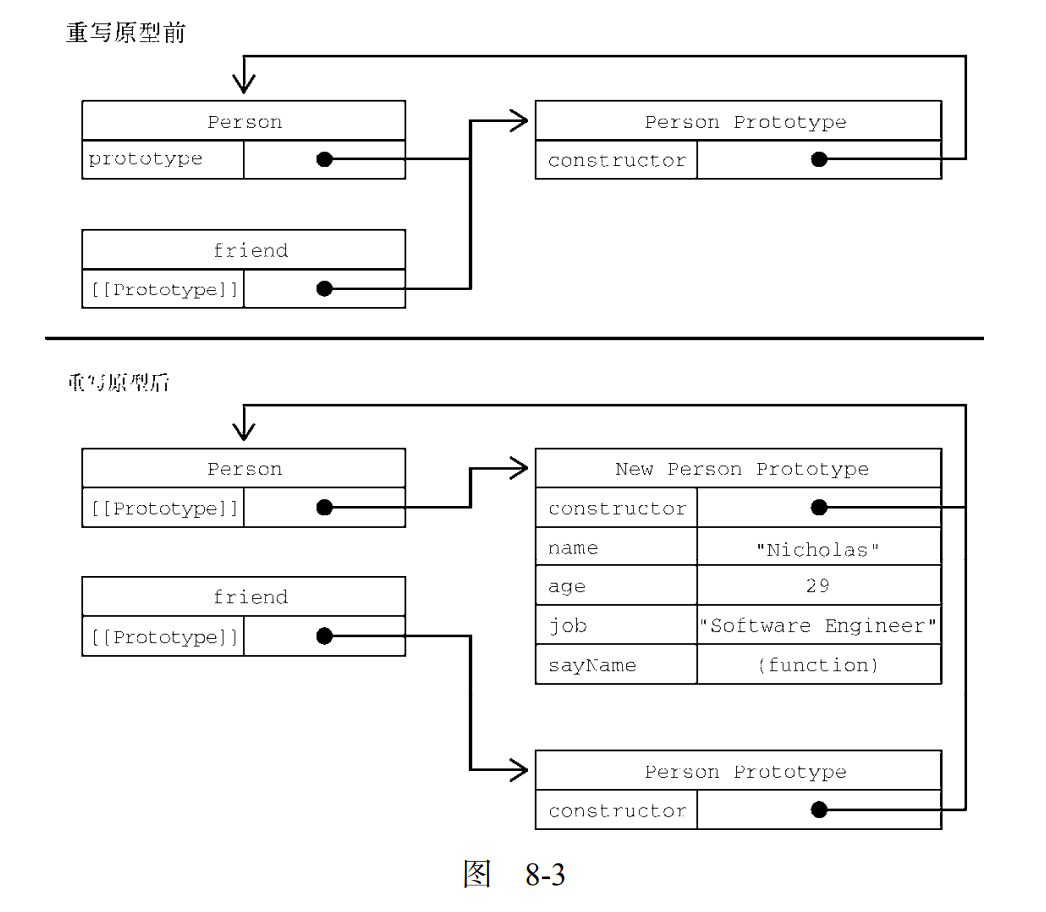 重写原型前
Person
prototype
Person Prototype
constructor
friend
[[Prototype]]
重写原型后
Person
[[Prototype]]
New Person Prototype
constructor
name "Nicholas"
age 29
job "Software Engineer"
sayName (function)
friend
[[Prototype]]
Person Prototype
constructor
图 8-3